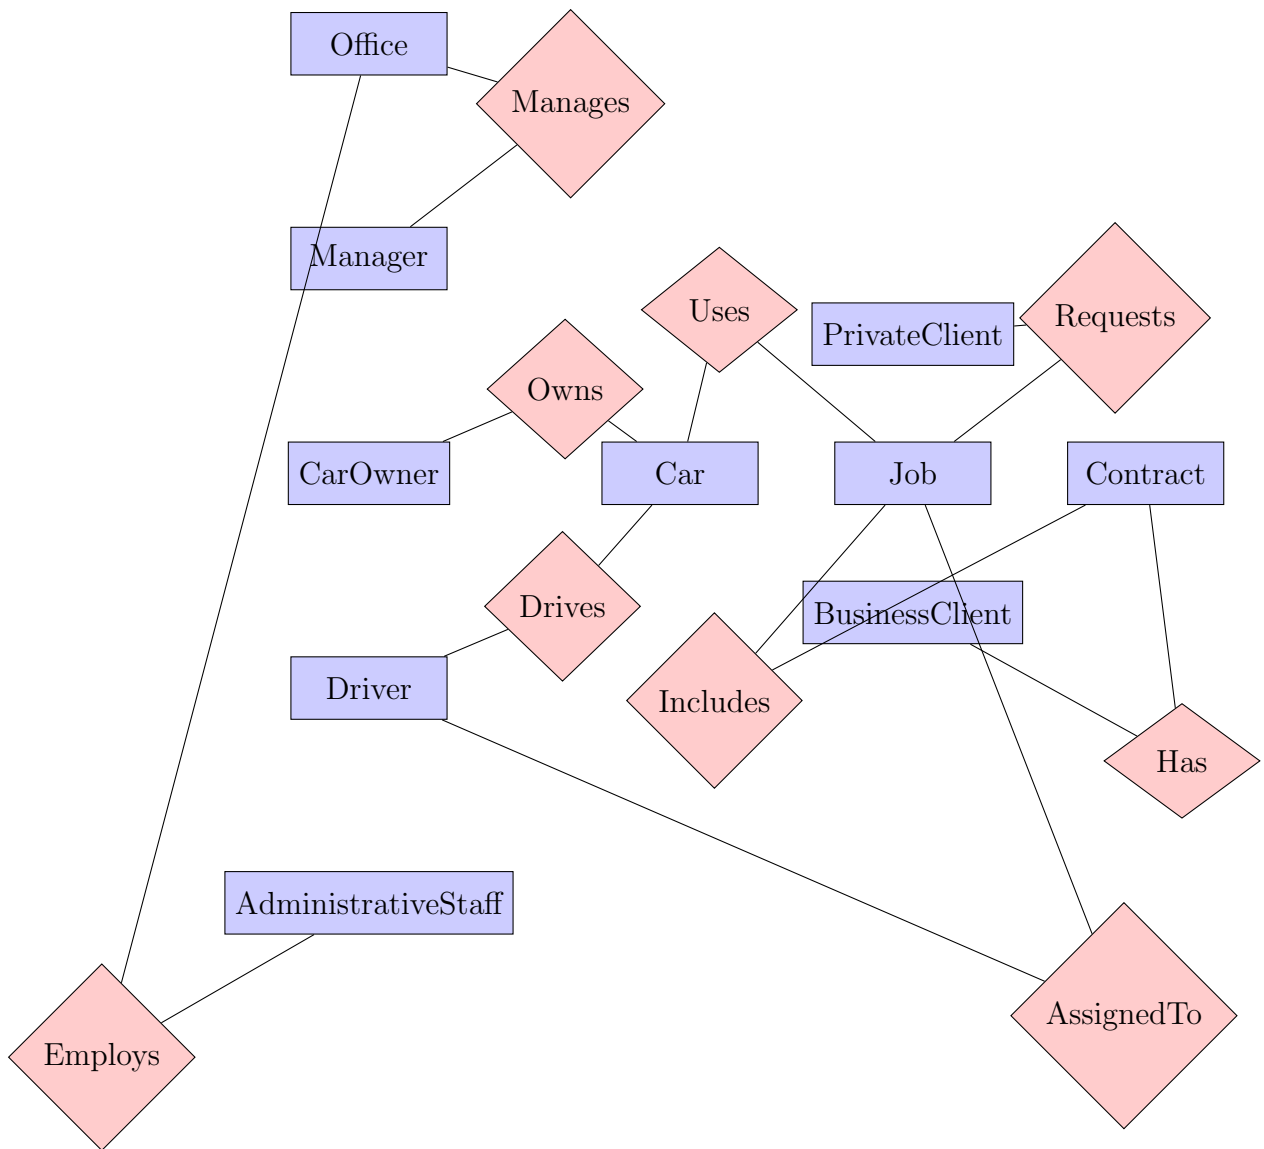 Office
Manages
Manager
Uses
PrivateClient
Requests
Owns
CarOwner
Car
Job
Contract
Drives
BusinessClient
Driver
Includes
Has
AdministrativeStaff
AssignedTo
Employs